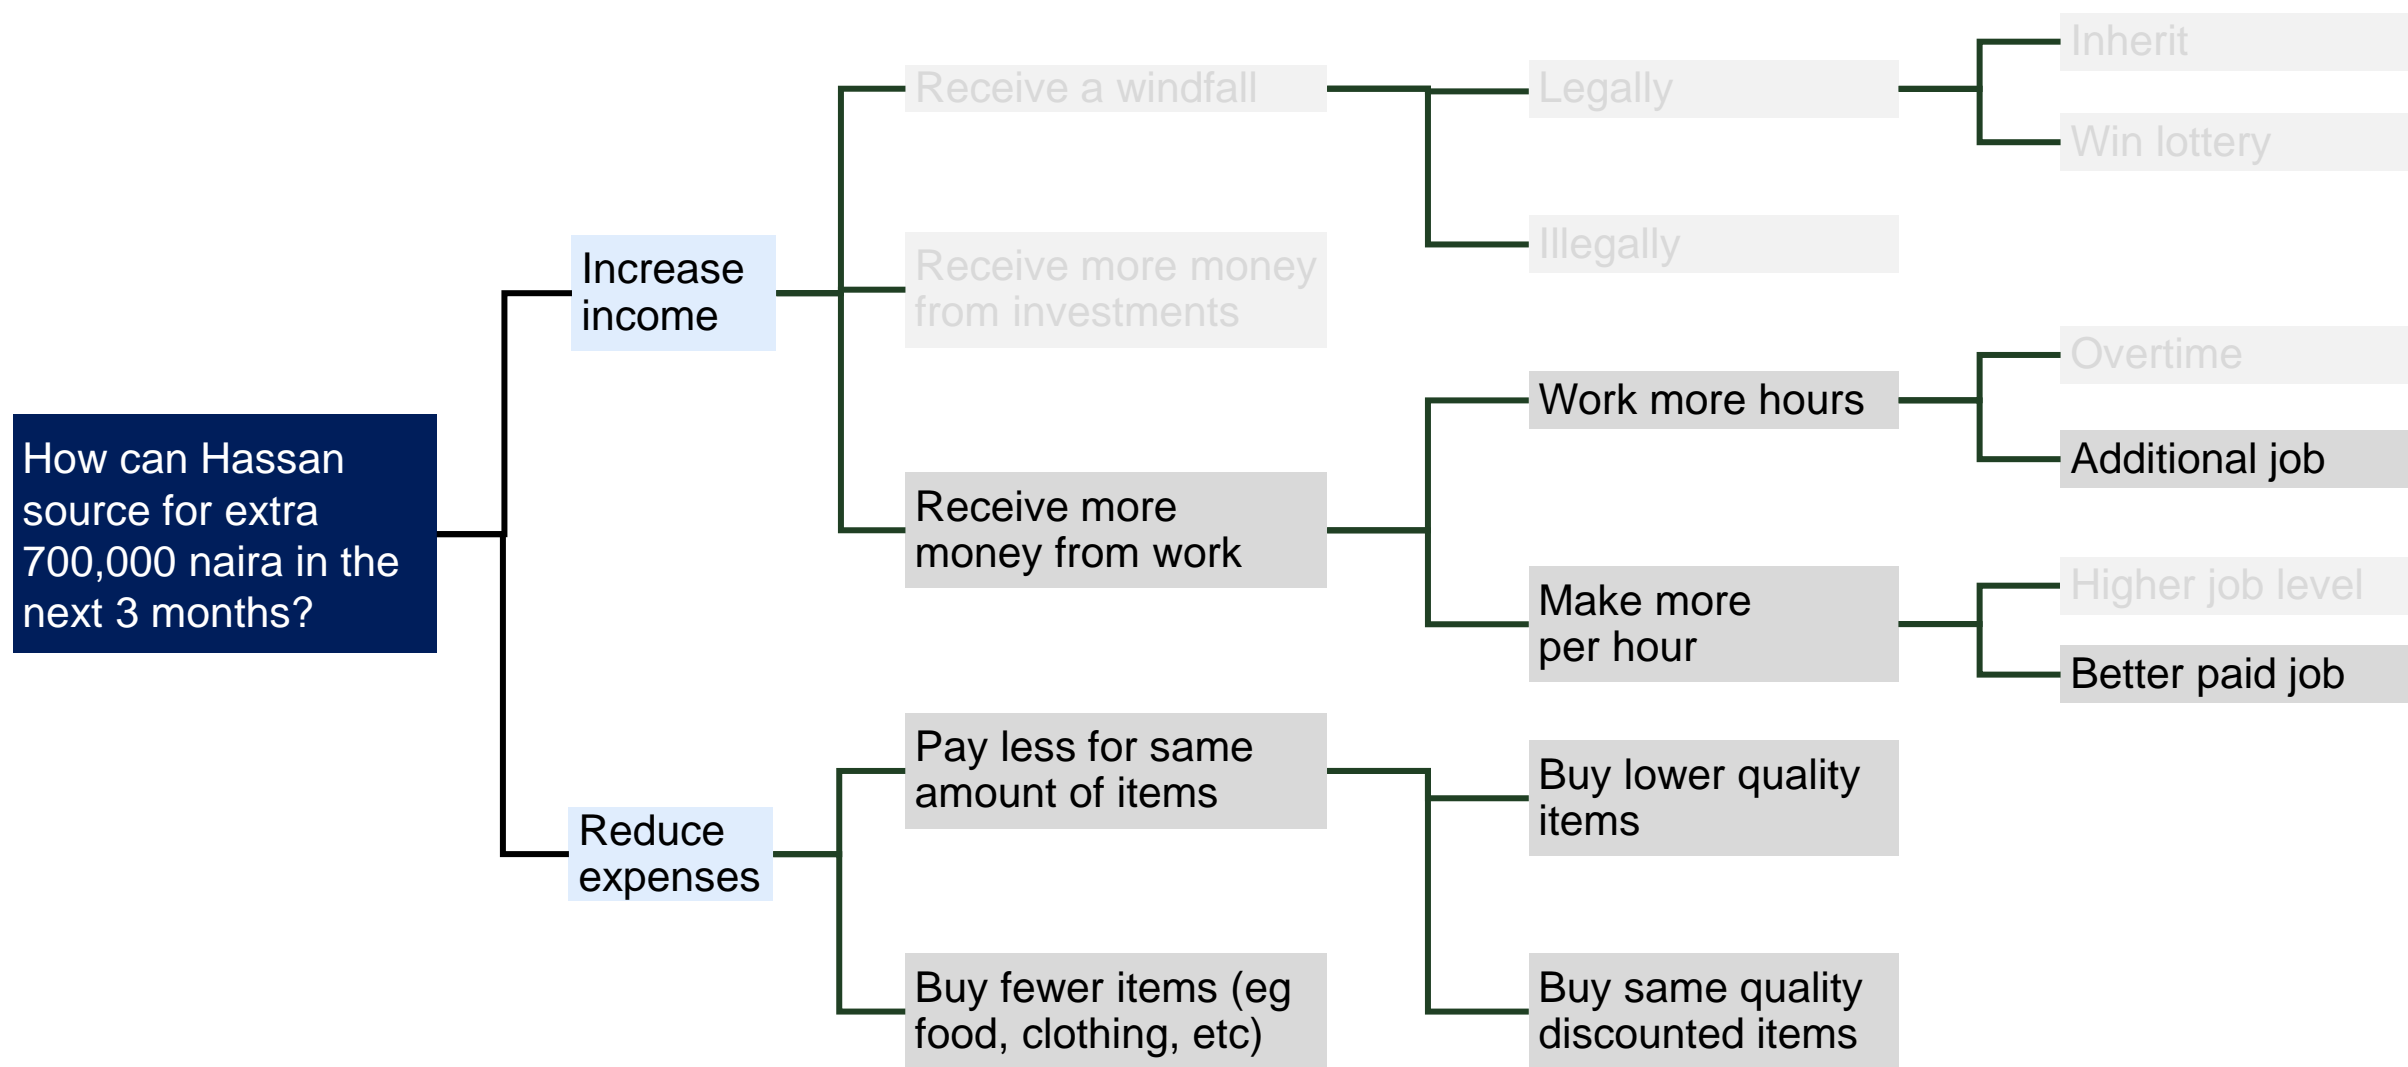 How can Hassan
source for extra
700,000 naira in the
next 3 months?
Increase
income
Reduce
expenses
Receive a windfall
Receive more money
from investments
Receive more
money from work
Pay less for same
amount of items
Buy fewer items (eg
food, clothing, etc)
Legally
Illegally
Work more hours
Make more
per hour
Buy lower quality
items
Buy same quality
discounted items
Inherit
Win lottery
Overtime
Additional job
Higher job level
Better paid job